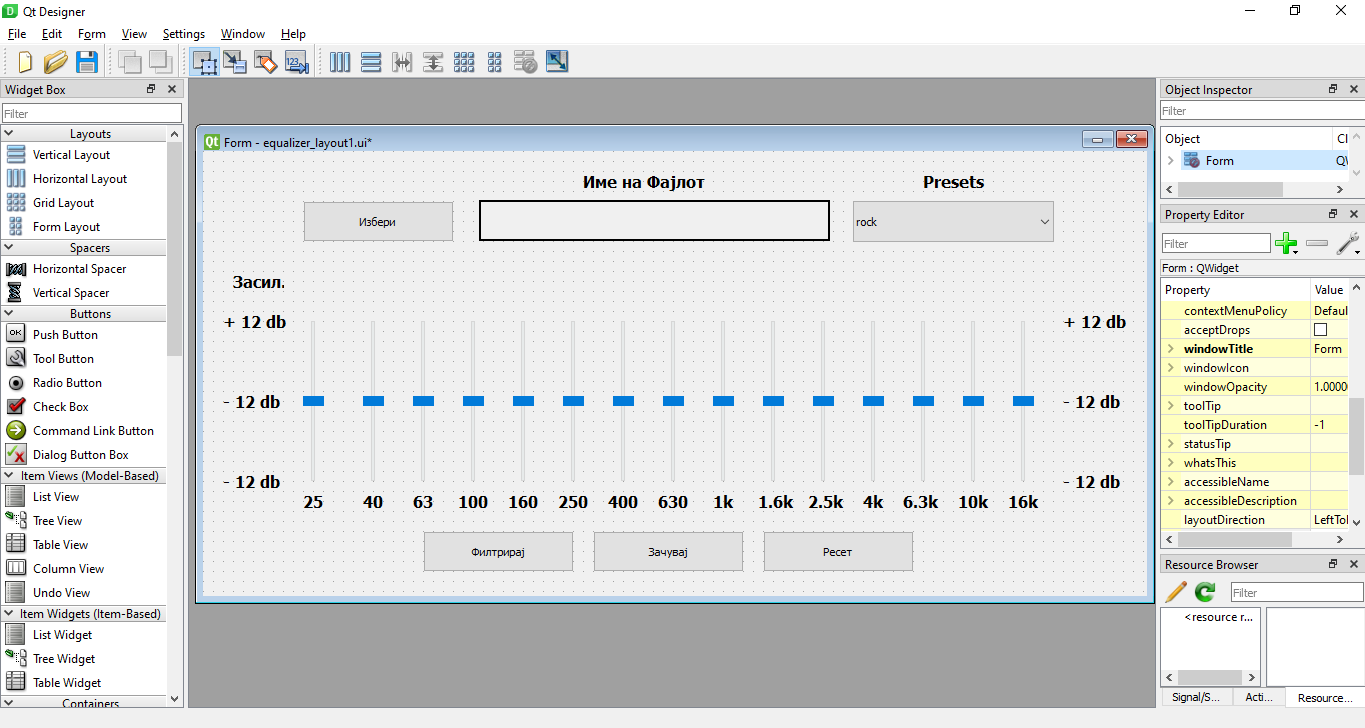 Qt Designer
File Edit Form View Settings Window Help
Widget Box
Filter
Layouts
Vertical Layout
Horizontal Layout
Grid Layout
Form Layout
Spacers
Horizontal Spacer
Vertical Spacer
Buttons
OK Push Button
Tool Button
Radio Button
Check Box
Command Link Button
Dialog Button Box
Item Views (Model-Based)
List View
Tree View
Table View
Column View
Undo View
Item Widgets (Item-Based)
List Widget
Tree Widget
Table Widget
Containers
Qt Form - equalizer_layout1.ui*
Име на Фајлот Presets
Избери rock
Засил.
+ 12 db + 12 db
- 12 db - 12 db
- 12 db - 12 db
25 40 63 100 160 250 400 630 1k 1.6k 2.5k 4k 6.3k 10k 16k
Филтрирај Зачувај Ресет
Object Inspector
Filter
Object Cl
Form QW
Property Editor
Filter
Form : QWidget
Property Value
contextMenuPolicy Defaul
acceptDrops
windowTitle Form
windowIcon
windowOpacity 1.0000
toolTip
toolTipDuration -1
statusTip
whatsThis
accessibleName
accessibleDescription
layoutDirection LeftTol
Resource Browser
Filter
<resource r...
Signal/S... Acti... Resource...